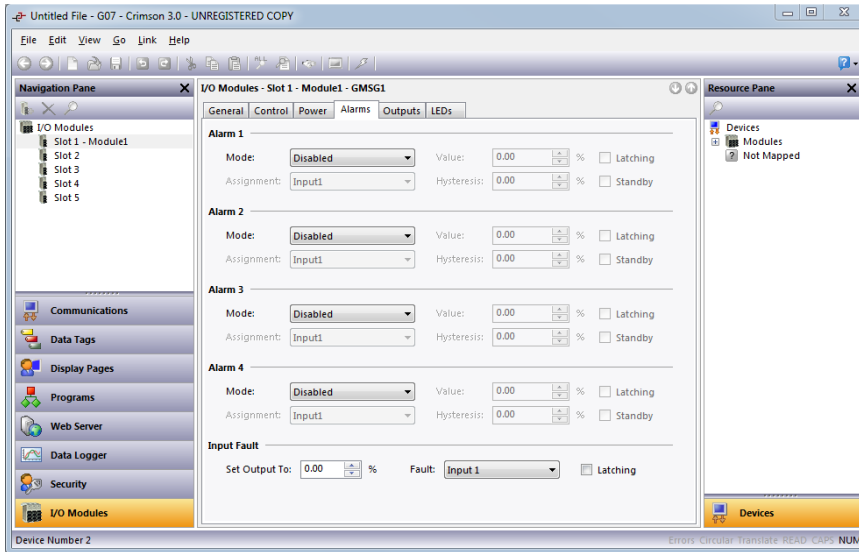 Untitled File - G07 - Crimson 3.0 - UNREGISTERED COPY
File Edit View Go Link Help
Navigation Pane
I/O Modules
Slot 1 - Module1
Slot 2
Slot 3
Slot 4
Slot 5
Communications
Data Tags
Display Pages
Programs
Web Server
Data Logger
Security
I/O Modules
I/O Modules - Slot 1 - Module1 - GMSG1
General Control Power Alarms Outputs LEDs
Alarm 1
Mode: Disabled Value: 0.00 % Latching
Assignment: Input1 Hysteresis: 0.00 % Standby
Alarm 2
Mode: Disabled Value: 0.00 % Latching
Assignment: Input1 Hysteresis: 0.00 % Standby
Alarm 3
Mode: Disabled Value: 0.00 % Latching
Assignment: Input1 Hysteresis: 0.00 % Standby
Alarm 4
Mode: Disabled Value: 0.00 % Latching
Assignment: Input1 Hysteresis: 0.00 % Standby
Input Fault
Set Output To: 0.00 % Fault: Input 1 Latching
Resource Pane
Devices
Modules
Not Mapped
Devices
Device Number 2
Errors Circular Translate READ CAPS NUM